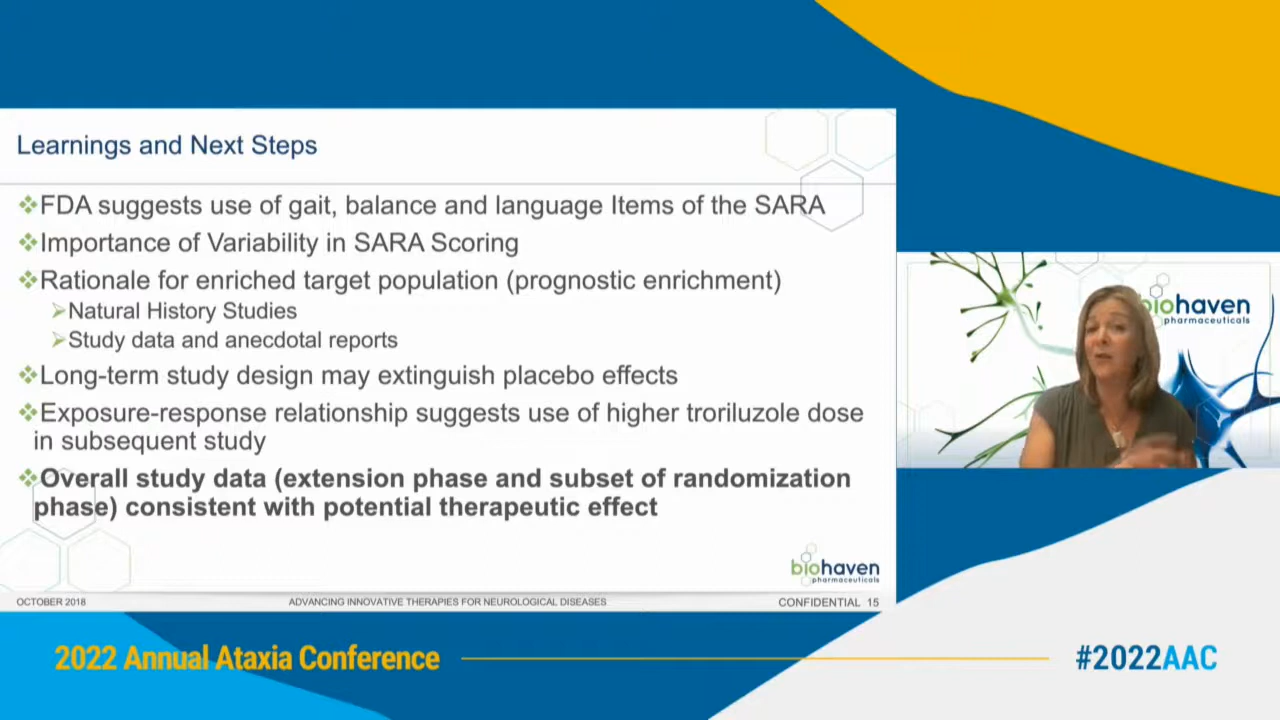 Learnings and Next Steps
❖FDA suggests use of gait, balance and language Items of the SARA
❖Importance of Variability in SARA Scoring
❖Rationale for enriched target population (prognostic enrichment)
➢Natural History Studies
➢Study data and anecdotal reports
❖Long-term study design may extinguish placebo effects
❖Exposure-response relationship suggests use of higher troriluzole dose
in subsequent study
❖Overall study data (extension phase and subset of randomization
phase) consistent with potential therapeutic effect
biohaven
pharmaceuticals
OCTOBER 2018
ADVANCING INNOVATIVE THERAPIES FOR NEUROLOGICAL DISEASES
CONFIDENTIAL 15
biohaven
pharmaceuticals
2022 Annual Ataxia Conference
#2022AAC